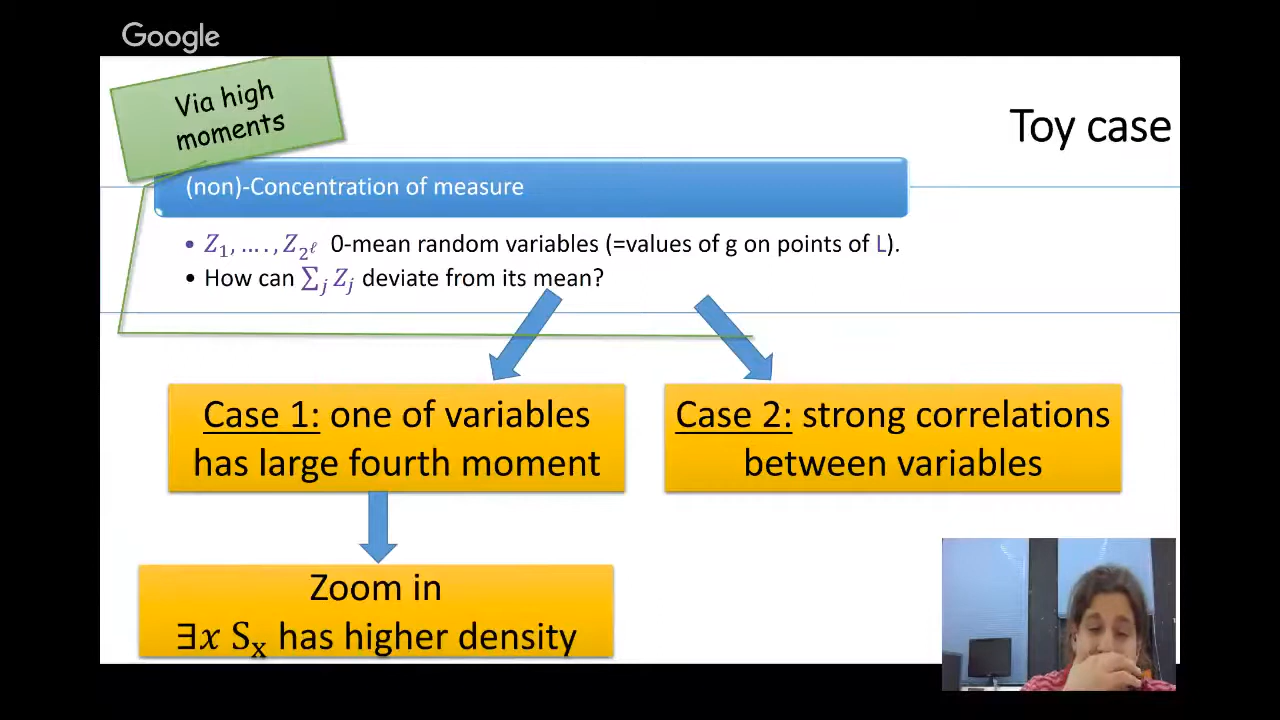 Google
Via high
moments
Toy case
(non)-Concentration of measure
• Z₁, …. , Z_{2^ℓ} 0-mean random variables (=values of g on points of L).
• How can ∑ⱼ Zⱼ deviate from its mean?
Case 1: one of variables
has large fourth moment
Case 2: strong correlations
between variables
Zoom in
∃x Sₓ has higher density